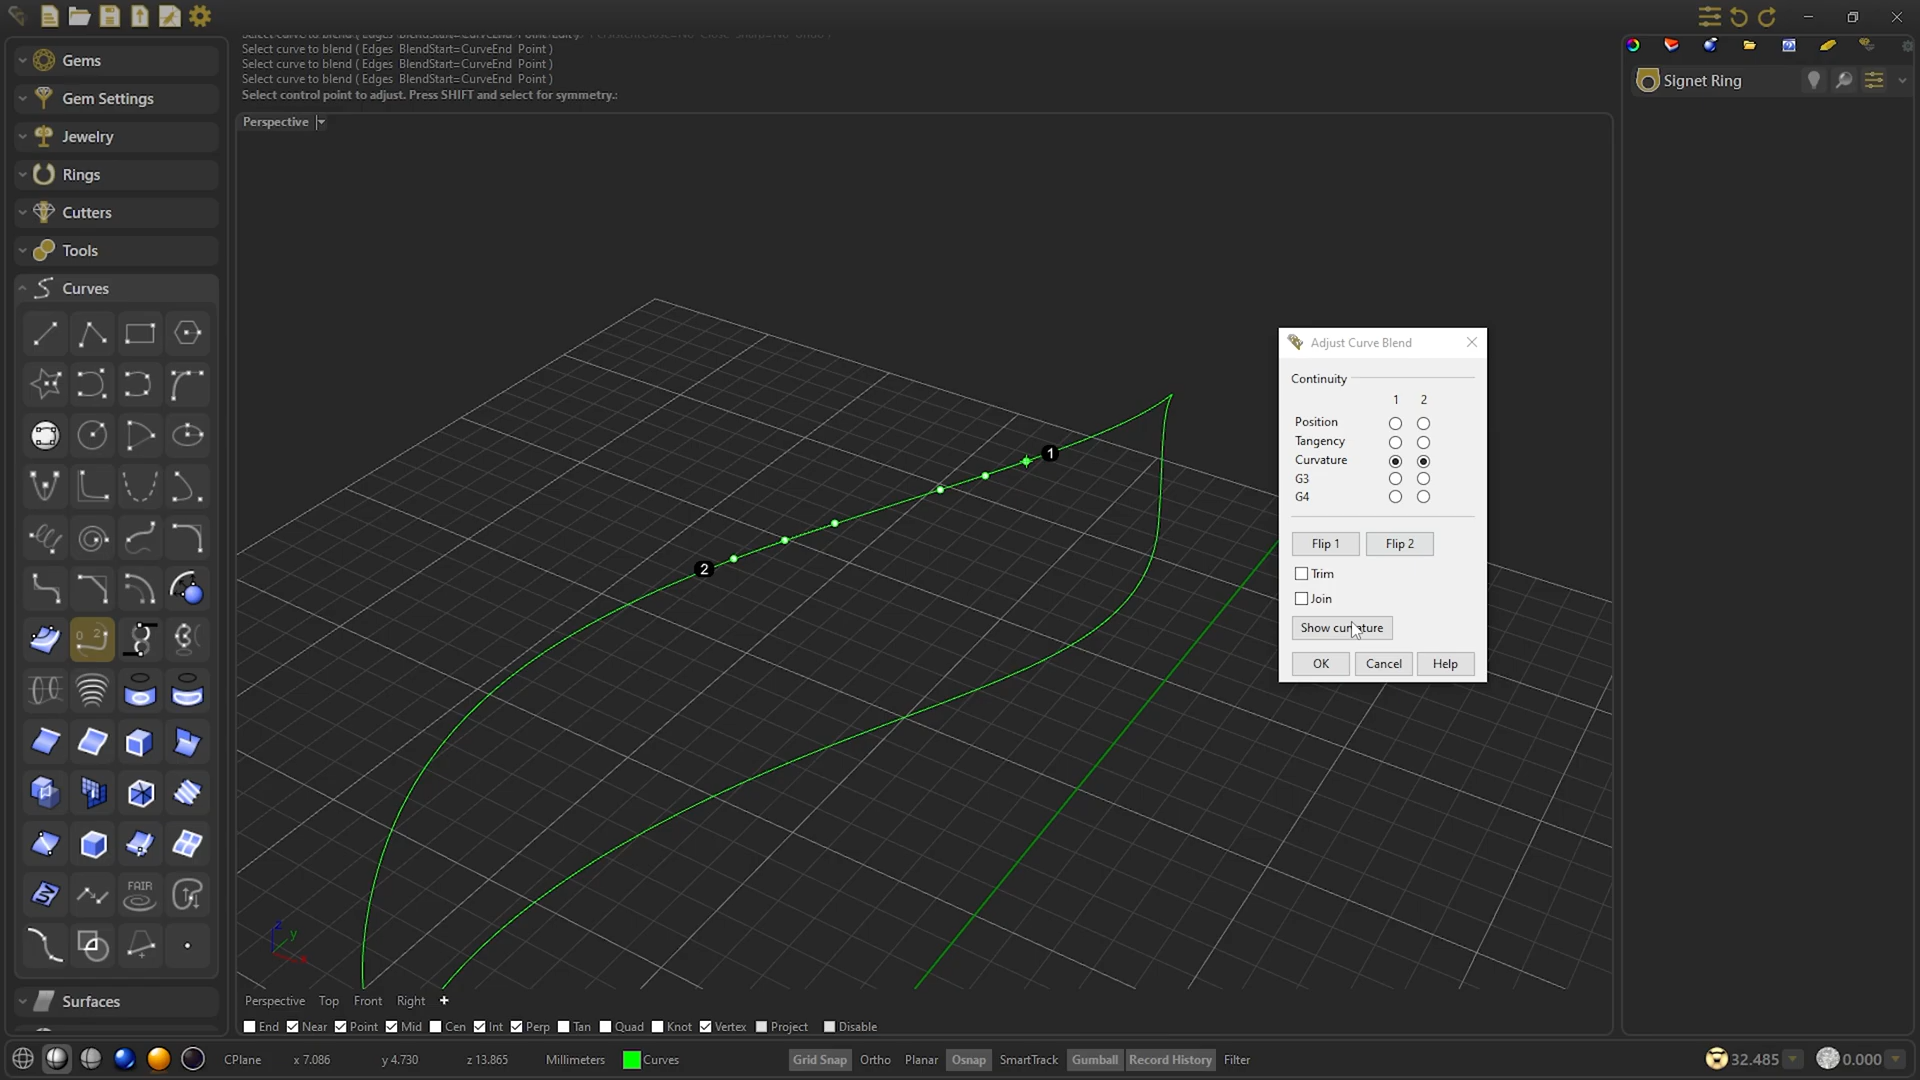 Select curve to blend ( Edges  BlendStart=CurveEnd  Point )
Select curve to blend ( Edges  BlendStart=CurveEnd  Point )
Select curve to blend ( Edges  BlendStart=CurveEnd  Point )
Select control point to adjust. Press SHIFT and select for symmetry.:
Perspective
Gems
Gem Settings
Jewelry
Rings
Cutters
Tools
Curves
FAIR
Surfaces
1
2
Adjust Curve Blend
Continuity
1 2
Position
Tangency
Curvature
G3
G4
Flip 1 Flip 2
Trim
Join
Show curvature
OK Cancel Help
Signet Ring
z
y
x
Perspective Top Front Right
End Near Point Mid Cen Int Perp Tan Quad Knot Vertex Project Disable
CPlane x 7.086 y 4.730 z 13.865 Millimeters Curves Grid Snap Ortho Planar Osnap SmartTrack Gumball Record History Filter 32.485 0.000